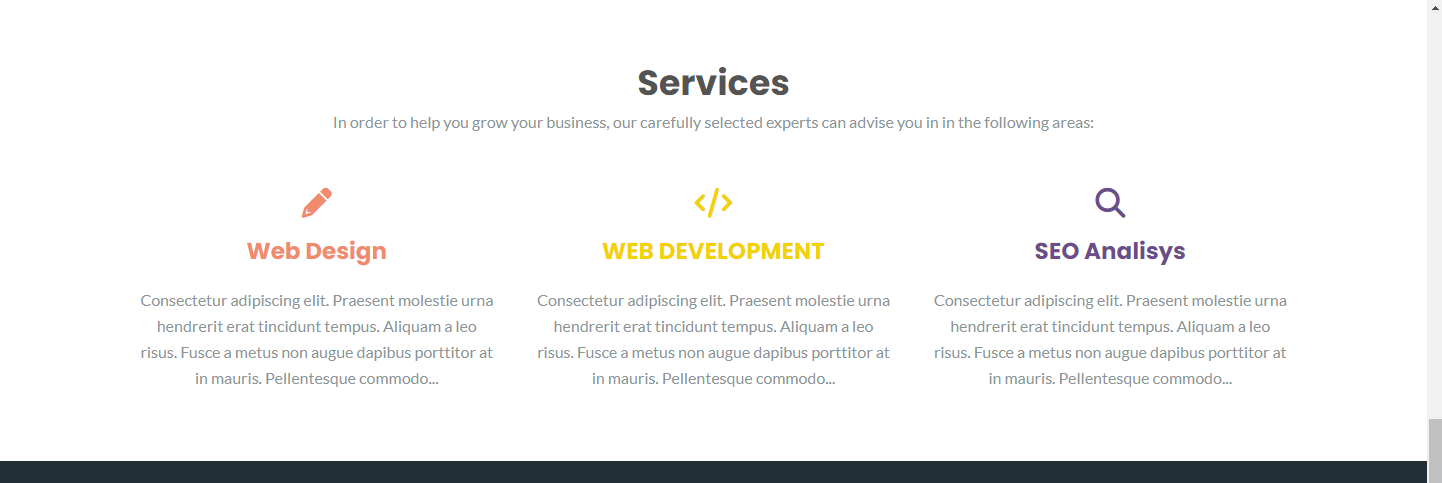 Services
In order to help you grow your business, our carefully selected experts can advise you in in the following areas:
Web Design
Consectetur adipiscing elit. Praesent molestie urna
hendrerit erat tincidunt tempus. Aliquam a leo
risus. Fusce a metus non augue dapibus porttitor at
in mauris. Pellentesque commodo...
WEB DEVELOPMENT
Consectetur adipiscing elit. Praesent molestie urna
hendrerit erat tincidunt tempus. Aliquam a leo
risus. Fusce a metus non augue dapibus porttitor at
in mauris. Pellentesque commodo...
SEO Analisys
Consectetur adipiscing elit. Praesent molestie urna
hendrerit erat tincidunt tempus. Aliquam a leo
risus. Fusce a metus non augue dapibus porttitor at
in mauris. Pellentesque commodo...